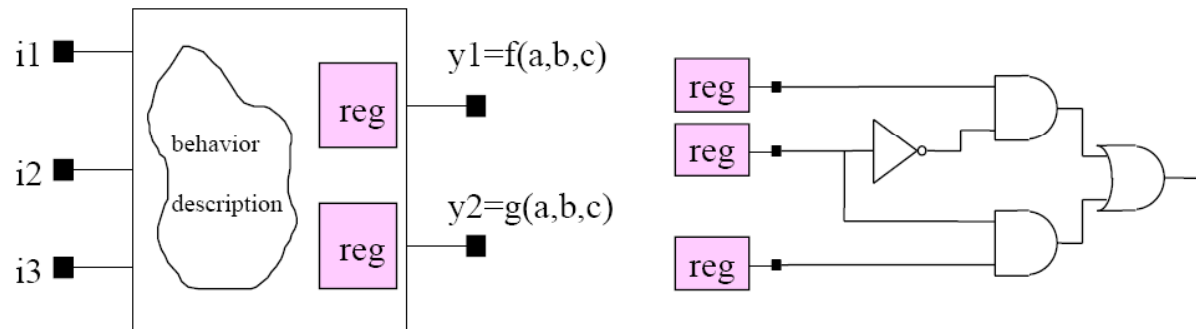 i1
i2
i3
behavior
description
reg
reg
y1=f(a,b,c)
y2=g(a,b,c)
reg
reg
reg